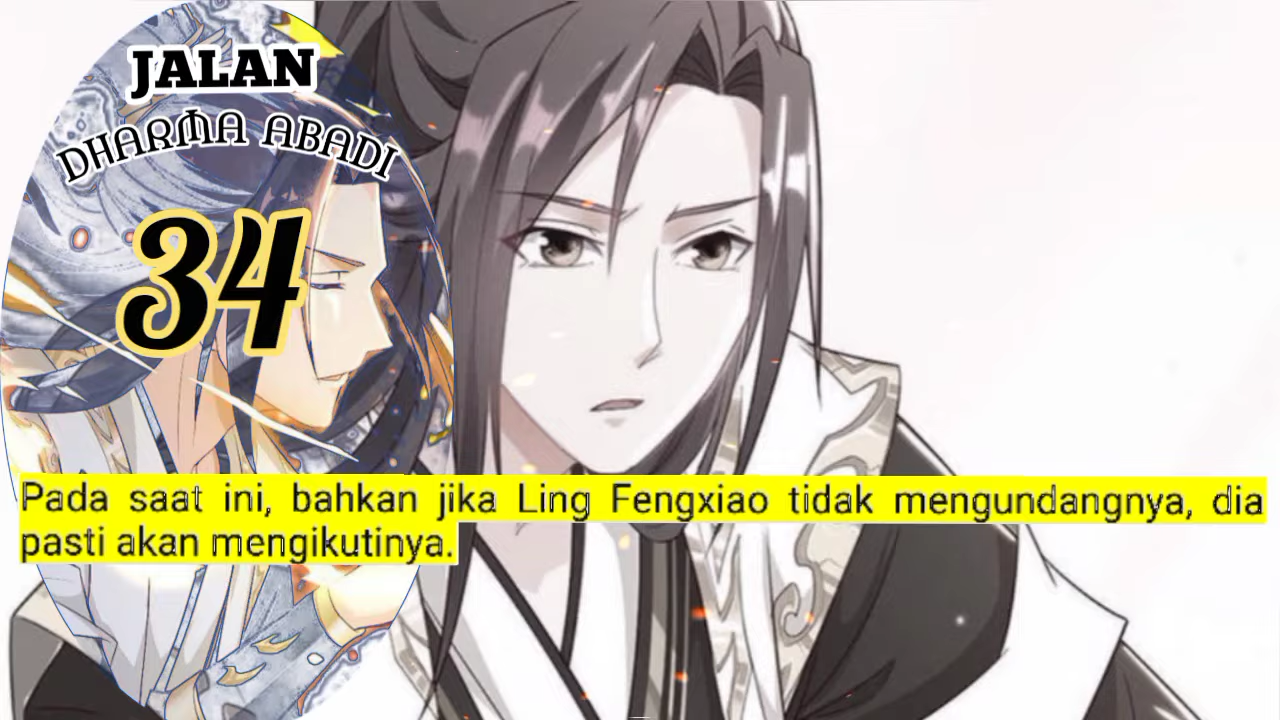 JALAN
DHARMA ABADI
34
Pada saat ini, bahkan jika Ling Fengxiao tidak mengundangnya, dia
pasti akan mengikutinya.